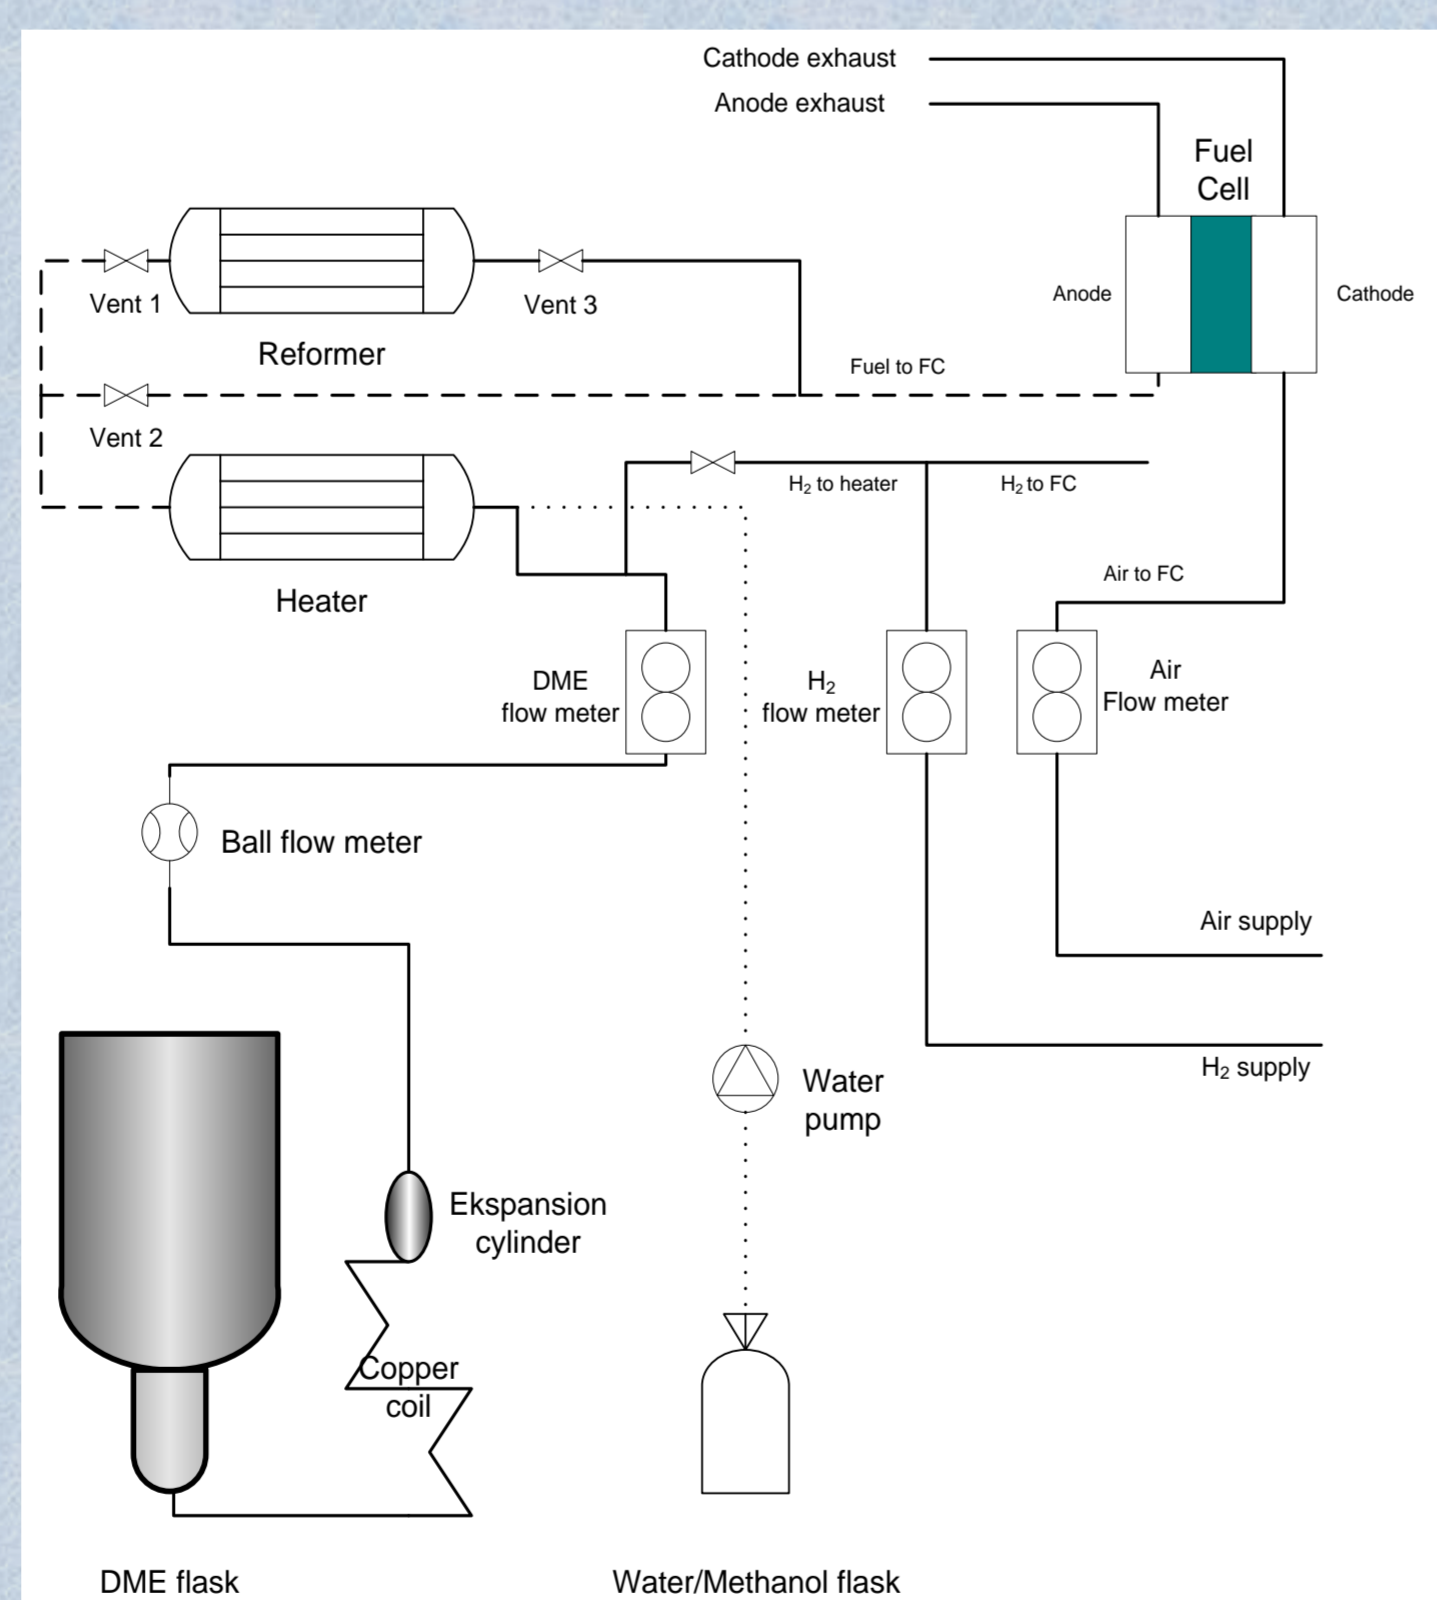 Cathode exhaust
Anode exhaust
Fuel
Cell
Anode
Cathode
Vent 1
Vent 3
Reformer
Fuel to FC
Vent 2
H₂ to heater
H₂ to FC
Heater
Air to FC
DME
flow meter
H₂
flow meter
Air
Flow meter
Ball flow meter
Air supply
H₂ supply
Water
pump
Ekspansion
cylinder
Copper
coil
DME flask
Water/Methanol flask